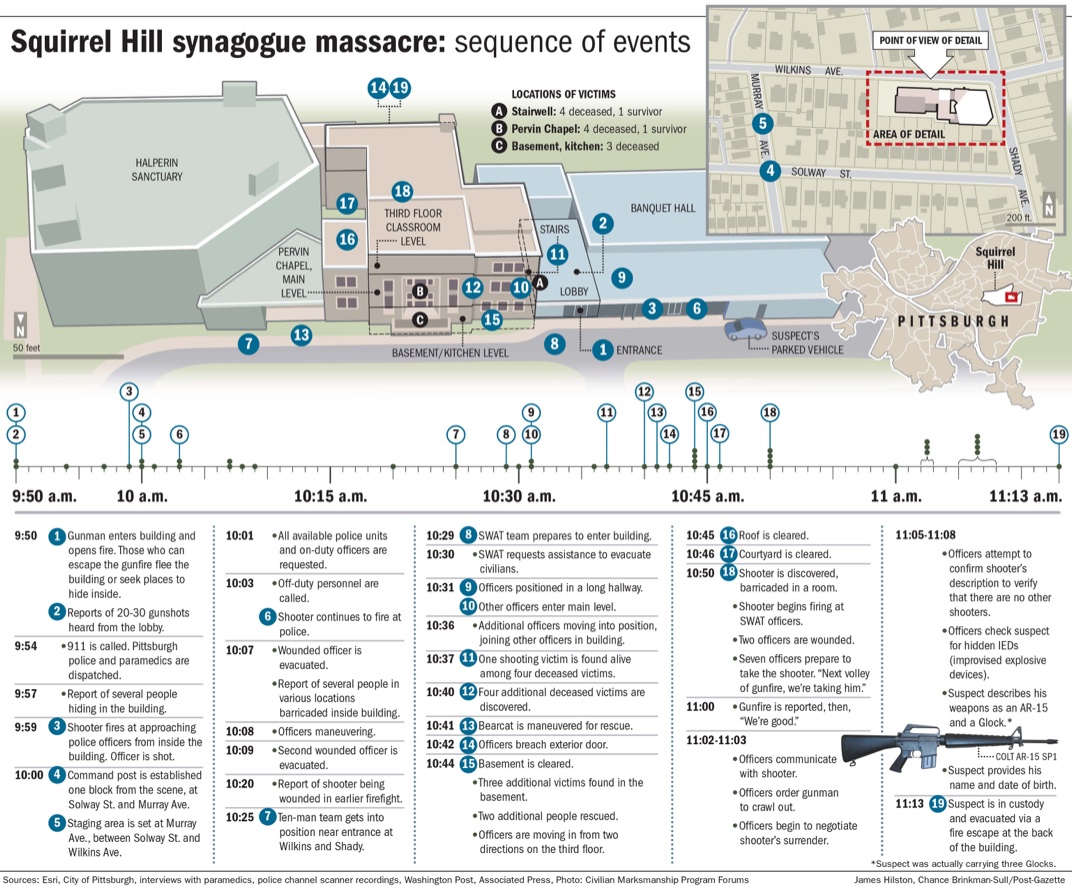 Squirrel Hill synagogue massacre: sequence of events
14 19
LOCATIONS OF VICTIMS
A Stairwell: 4 deceased, 1 survivor
B Pervin Chapel: 4 deceased, 1 survivor
C Basement, kitchen: 3 deceased
HALPERIN
SANCTUARY
17
16
18
THIRD FLOOR
CLASSROOM
LEVEL
PERVIN
CHAPEL,
MAIN
LEVEL
STAIRS
11
2
BANQUET HALL
9
12
10
A
B
C
LOBBY
15
3
6
13
7
8
1 ENTRANCE
BASEMENT/KITCHEN LEVEL
SUSPECT'S
PARKED VEHICLE
N
50 feet
POINT OF VIEW OF DETAIL
WILKINS AVE.
MURRAY AVE.
5
4
AREA OF DETAIL
SOLWAY ST.
SHADY AVE.
N
200 ft.
Squirrel
Hill
PITTSBURGH
1
2
3
4
5
6
7
8
9
10
11
12
13
14
15
16
17
18
19
9:50 a.m.
10 a.m.
10:15 a.m.
10:30 a.m.
10:45 a.m.
11 a.m.
11:13 a.m.
9:50 1 Gunman enters building and
opens fire. Those who can
escape the gunfire flee the
building or seek places to
hide inside.
2 Reports of 20-30 gunshots
heard from the lobby.
9:54 •911 is called. Pittsburgh
police and paramedics are
dispatched.
9:57 •Report of several people
hiding in the building.
9:59 3 Shooter fires at approaching
police officers from inside the
building. Officer is shot.
10:00 4 Command post is established
one block from the scene, at
Solway St. and Murray Ave.
5 Staging area is set at Murray
Ave., between Solway St. and
Wilkins Ave.
10:01 •All available police units
and on-duty officers are
requested.
10:03 •Off-duty personnel are
called.
6 Shooter continues to fire at
police.
10:07 •Wounded officer is
evacuated.
•Report of several people in
various locations
barricaded inside building.
10:08 •Officers maneuvering.
10:09 •Second wounded officer is
evacuated.
10:20 •Report of shooter being
wounded in earlier firefight.
10:25 7 Ten-man team gets into
position near entrance at
Wilkins and Shady.
10:29 8 SWAT team prepares to enter building.
10:30 •SWAT requests assistance to evacuate
civilians.
10:31 9 Officers positioned in a long hallway.
10 Other officers enter main level.
10:36 •Additional officers moving into position,
joining other officers in building.
10:37 11 One shooting victim is found alive
among four deceased victims.
10:40 12 Four additional deceased victims are
discovered.
10:41 13 Bearcat is maneuvered for rescue.
10:42 14 Officers breach exterior door.
10:44 15 Basement is cleared.
•Three additional victims found in the
basement.
•Two additional people rescued.
•Officers are moving in from two
directions on the third floor.
10:45 16 Roof is cleared.
10:46 17 Courtyard is cleared.
10:50 18 Shooter is discovered,
barricaded in a room.
•Shooter begins firing at
SWAT officers.
•Two officers are wounded.
•Seven officers prepare to
take the shooter. “Next volley
of gunfire, we're taking him.”
11:00 •Gunfire is reported, then,
“We're good.”
11:02-11:03
•Officers communicate
with shooter.
•Officers order gunman
to crawl out.
•Officers begin to negotiate
shooter's surrender.
11:05-11:08
•Officers attempt to
confirm shooter's
description to verify
that there are no other
shooters.
•Officers check suspect
for hidden IEDs
(improvised explosive
devices).
•Suspect describes his
weapons as an AR-15
and a Glock.*
COLT AR-15 SP1
•Suspect provides his
name and date of birth.
11:13 19 Suspect is in custody
and evacuated via a
fire escape at the back
of the building.
*Suspect was actually carrying three Glocks.
Sources: Esri, City of Pittsburgh, interviews with paramedics, police channel scanner recordings, Washington Post, Associated Press, Photo: Civilian Marksmanship Program Forums
James Hilston, Chance Brinkman-Sull/Post-Gazette